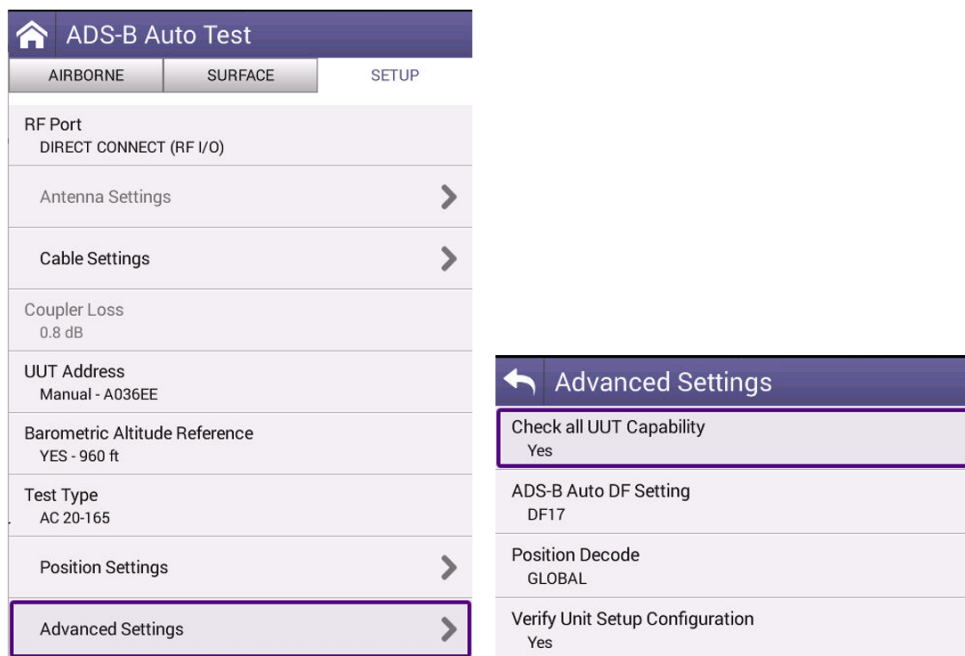 ADS-B Auto Test
AIRBORNE SURFACE SETUP
RF Port
DIRECT CONNECT (RF I/O)
Antenna Settings
Cable Settings
Coupler Loss
0.8 dB
UUT Address
Manual - A036EE
Barometric Altitude Reference
YES - 960 ft
Test Type
AC 20-165
Position Settings
Advanced Settings
Advanced Settings
Check all UUT Capability
Yes
ADS-B Auto DF Setting
DF17
Position Decode
GLOBAL
Verify Unit Setup Configuration
Yes